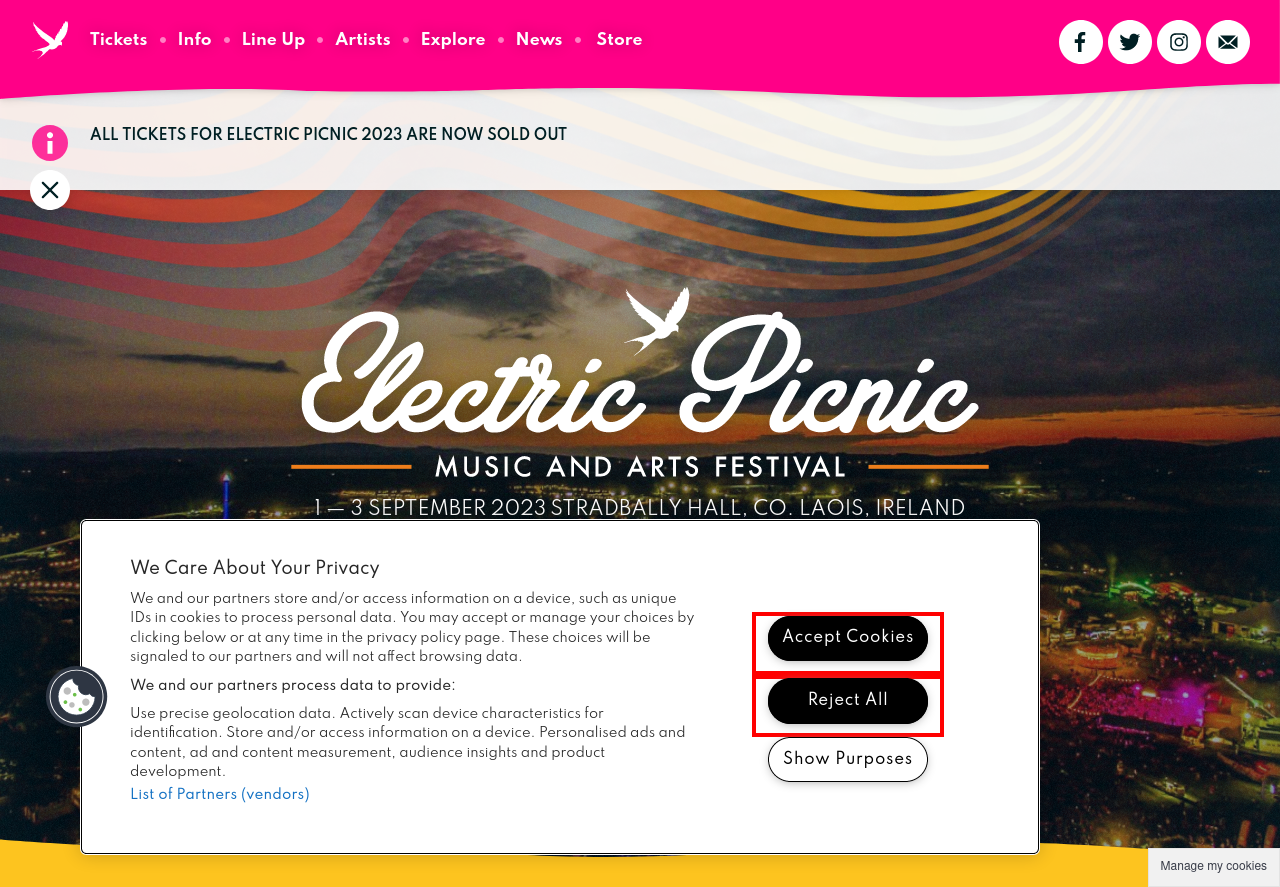 Tickets • Info • Line Up • Artists • Explore • News • Store
ALL TICKETS FOR ELECTRIC PICNIC 2023 ARE NOW SOLD OUT
Electric Picnic
MUSIC AND ARTS FESTIVAL
1 — 3 SEPTEMBER 2023 STRADBALLY HALL, CO. LAOIS, IRELAND
We Care About Your Privacy
We and our partners store and/or access information on a device, such as unique
IDs in cookies to process personal data. You may accept or manage your choices by
clicking below or at any time in the privacy policy page. These choices will be
signaled to our partners and will not affect browsing data.
We and our partners process data to provide:
Use precise geolocation data. Actively scan device characteristics for
identification. Store and/or access information on a device. Personalised ads and
content, ad and content measurement, audience insights and product
development.
List of Partners (vendors)
Accept Cookies
Reject All
Show Purposes
Manage my cookies